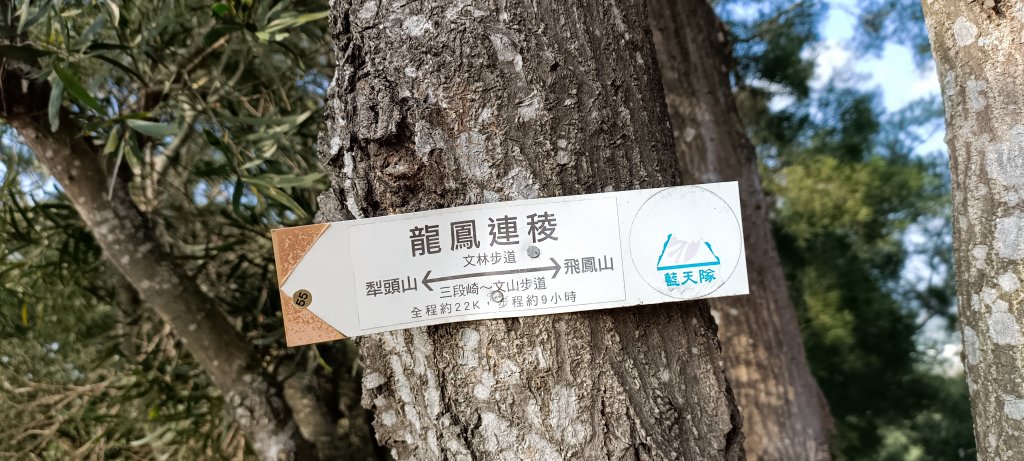 龍鳳連稜
文林步道
犁頭山
飛鳳山
三段崎～文山步道
全程約22K，步程約9小時
藍天隊
55